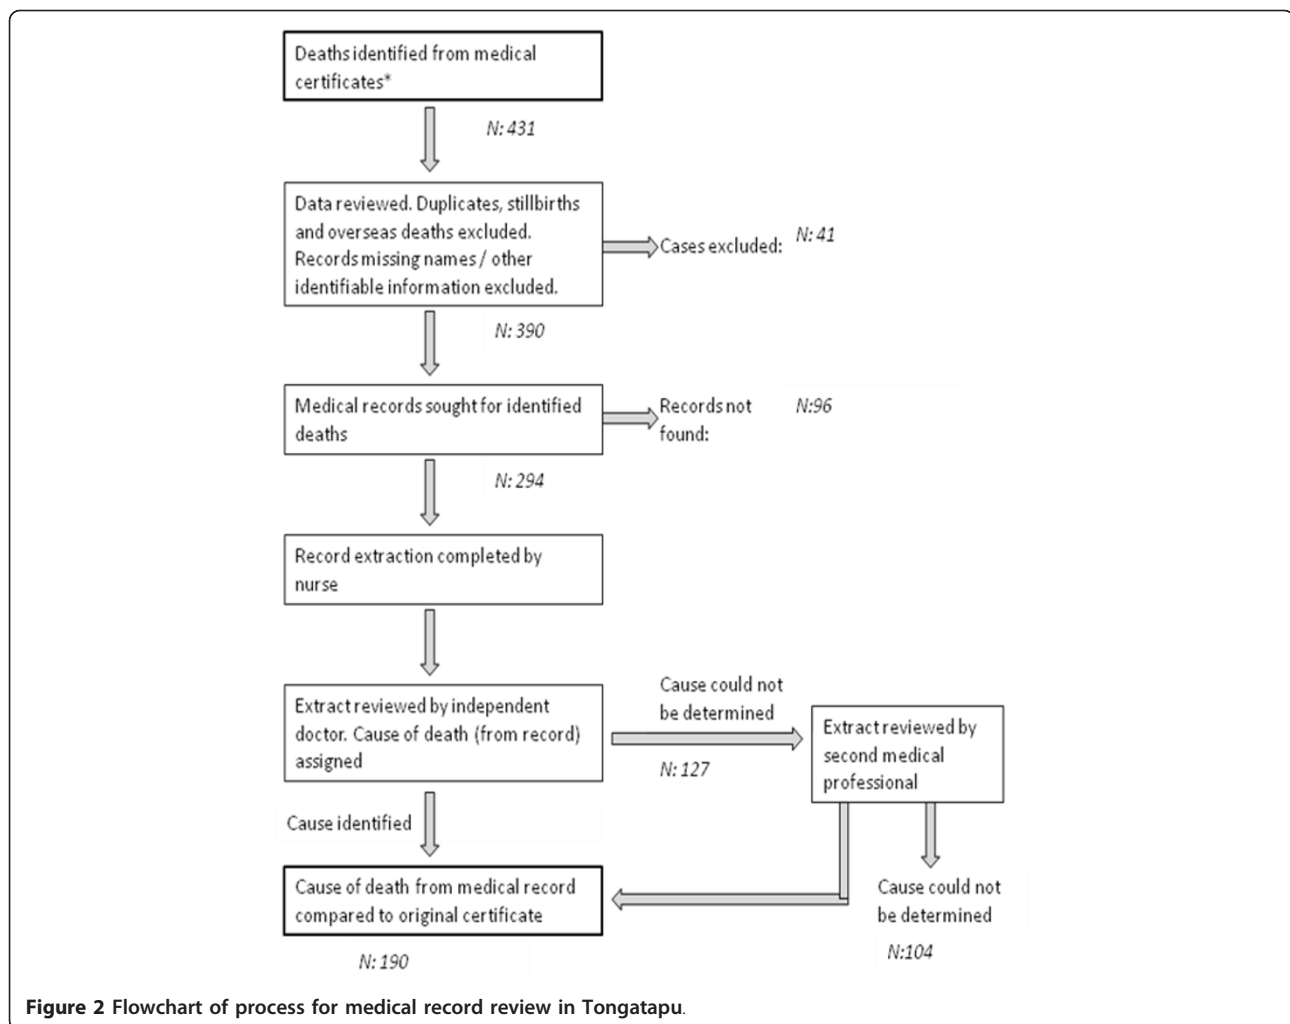 Deaths identified from medical
certificates*
N: 431
Data reviewed. Duplicates, stillbirths
and overseas deaths excluded.
Records missing names / other
identifiable information excluded.
Cases excluded:
N: 41
N: 390
Medical records sought for identified
deaths
Records not
found:
N:96
N: 294
Record extraction completed by
nurse
Extract reviewed by independent
doctor. Cause of death (from record)
assigned
Cause could not
be determined
N: 127
Extract reviewed by
second medical
professional
Cause identified
Cause of death from medical record
compared to original certificate
N: 190
Cause could not
be determined
N:104
Figure 2 Flowchart of process for medical record review in Tongatapu.